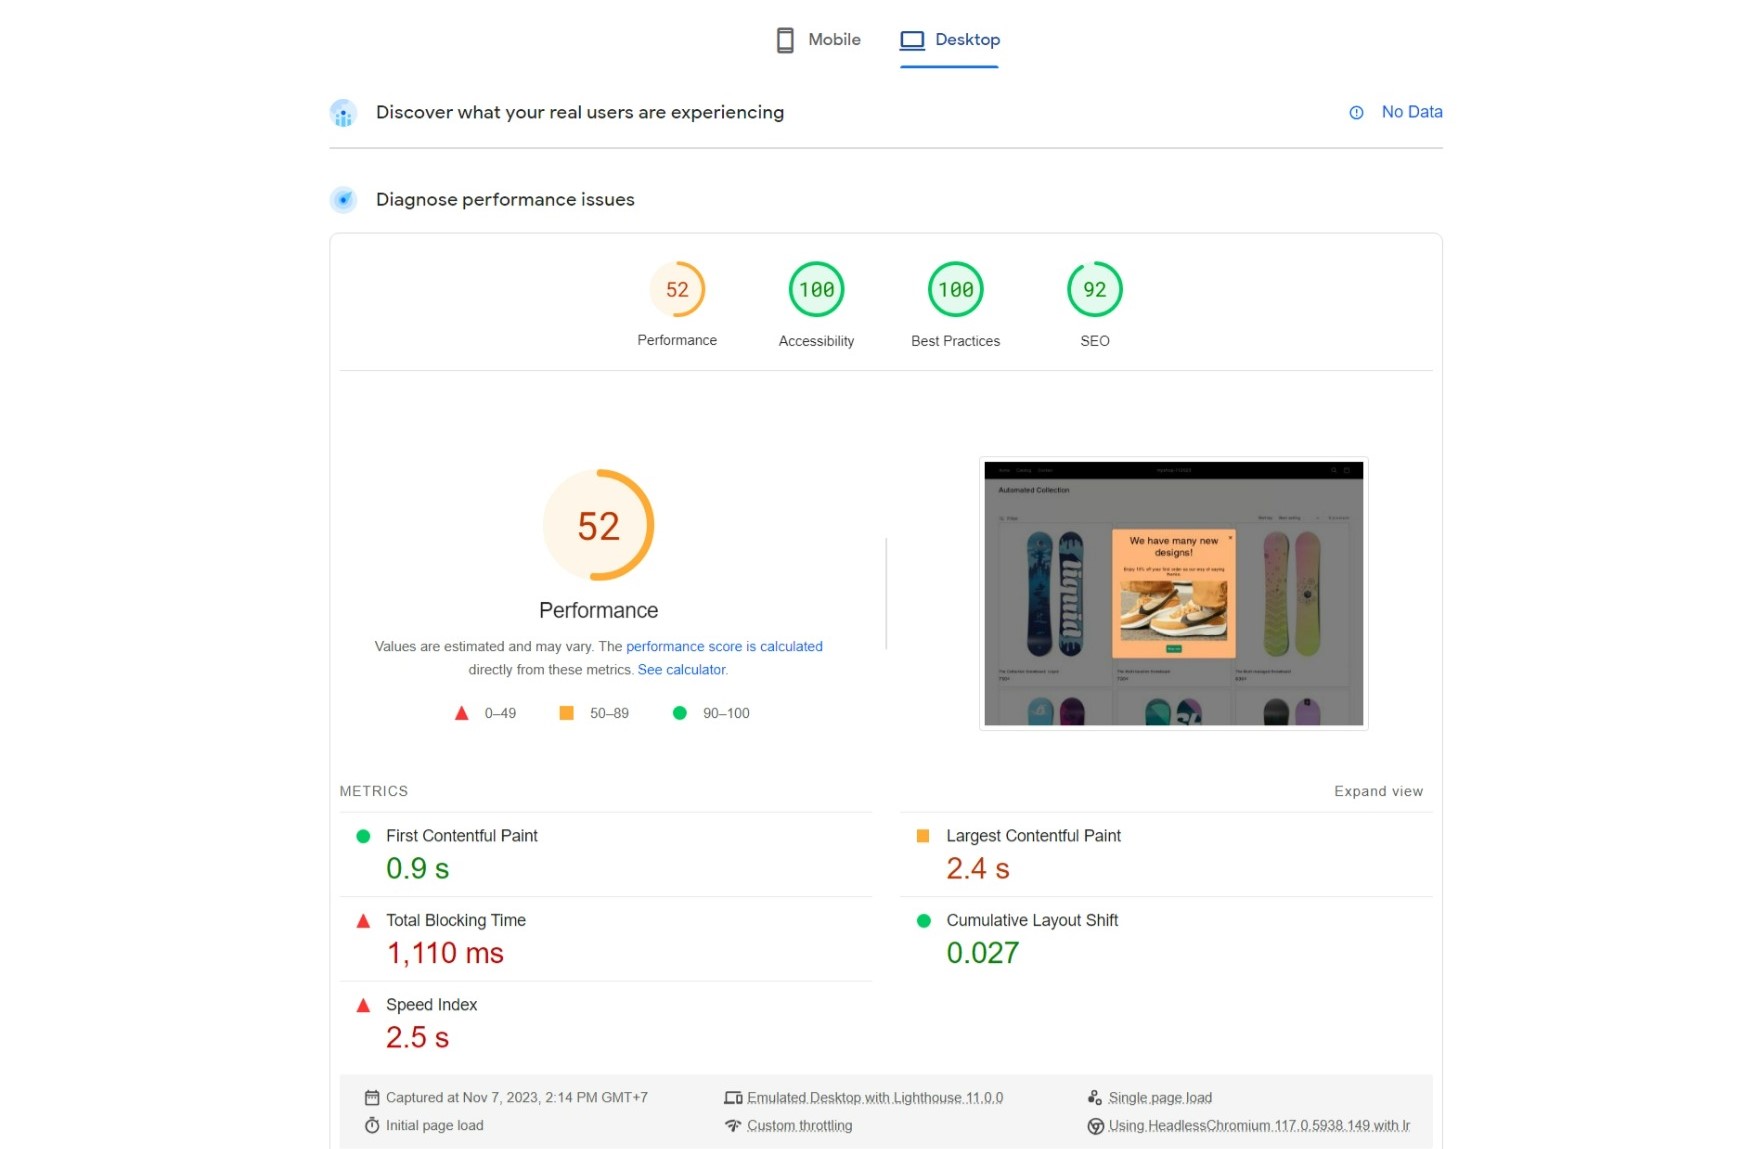 Mobile
Desktop
Discover what your real users are experiencing
No Data
Diagnose performance issues
52
100
100
92
Performance
Accessibility
Best Practices
SEO
52
Performance
Values are estimated and may vary. The performance score is calculated
directly from these metrics. See calculator.
0–49
50–89
90–100
Automated Collection
We have many new
designs!
liquid
METRICS
Expand view
First Contentful Paint
0.9 s
Largest Contentful Paint
2.4 s
Total Blocking Time
1,110 ms
Cumulative Layout Shift
0.027
Speed Index
2.5 s
Captured at Nov 7, 2023, 2:14 PM GMT+7
Emulated Desktop with Lighthouse 11.0.0
Single page load
Initial page load
Custom throttling
Using HeadlessChromium 117.0.5938.149 with lr